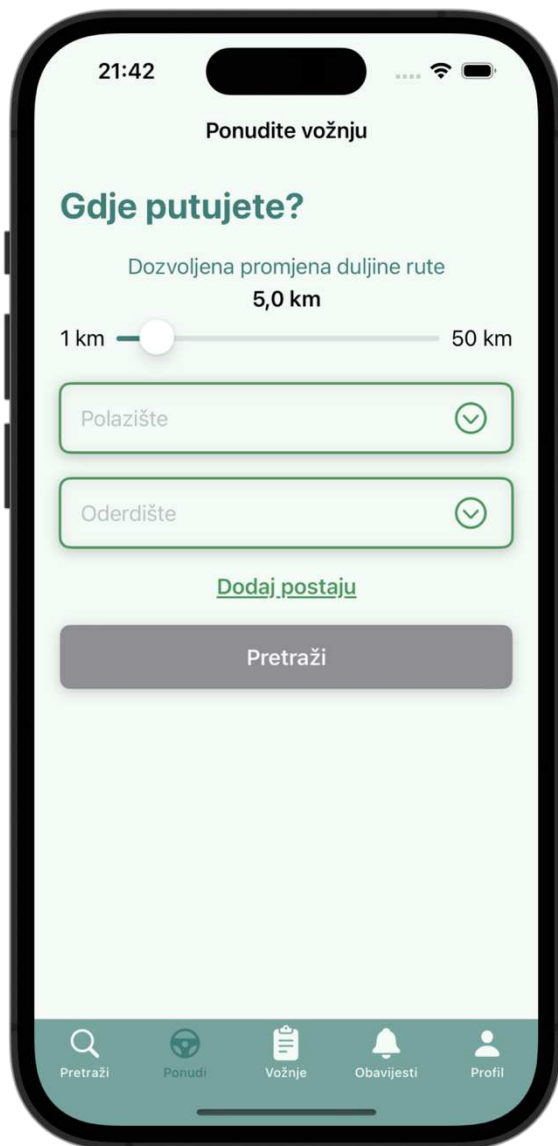 21:42
Ponudite vožnju
Gdje putujete?
Dozvoljena promjena duljine rute
5,0 km
1 km 50 km
Polazište
Oderdište
Dodaj postaju
Pretraži
Pretraži Ponudi Vožnje Obavijesti Profil